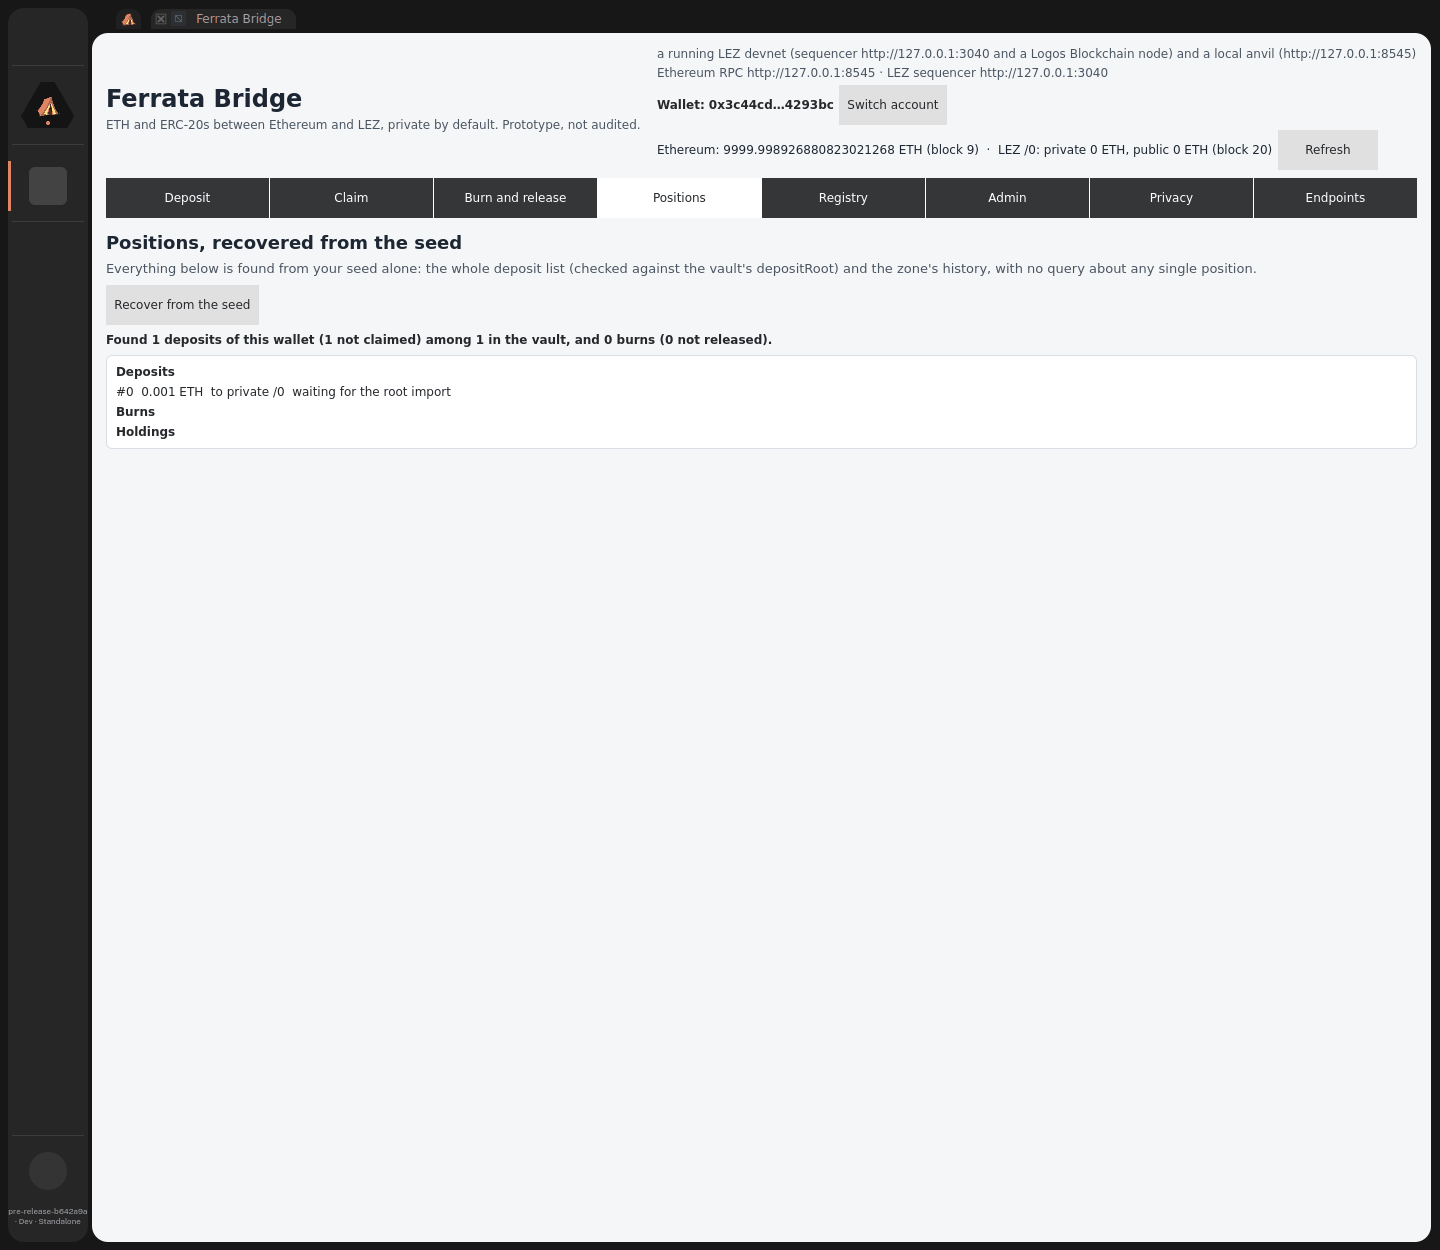 Ferrata Bridge
a running LEZ devnet (sequencer http://127.0.0.1:3040 and a Logos Blockchain node) and a local anvil (http://127.0.0.1:8545)
Ethereum RPC http://127.0.0.1:8545 · LEZ sequencer http://127.0.0.1:3040
Ferrata Bridge
ETH and ERC-20s between Ethereum and LEZ, private by default. Prototype, not audited.
Wallet: 0x3c44cd…4293bc Switch account
Ethereum: 9999.998926880823021268 ETH (block 9) · LEZ /0: private 0 ETH, public 0 ETH (block 20) Refresh
Deposit Claim Burn and release Positions Registry Admin Privacy Endpoints
Positions, recovered from the seed
Everything below is found from your seed alone: the whole deposit list (checked against the vault's depositRoot) and the zone's history, with no query about any single position.
Recover from the seed
Found 1 deposits of this wallet (1 not claimed) among 1 in the vault, and 0 burns (0 not released).
Deposits
#0 0.001 ETH to private /0 waiting for the root import
Burns
Holdings
pre-release-b642a9a
· Dev · Standalone